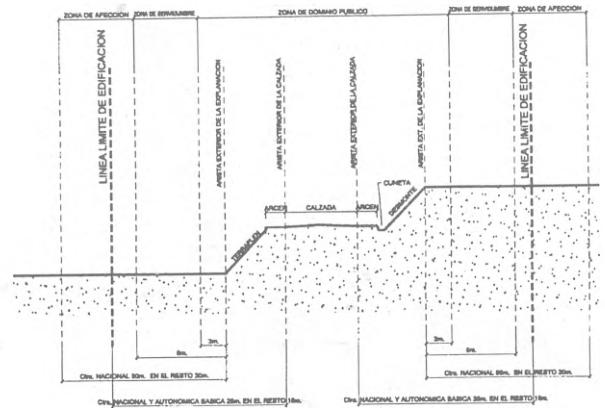 ZONA DE AFECCION
ZONA DE SERVIDUMBRE
ZONA DE DOMINIO PUBLICO
ZONA DE SERVIDUMBRE
ZONA DE AFECCION
LINEA LIMITE DE EDIFICACION
ARISTA EXTERIOR DE LA EXPLANACION
ARISTA EXTERIOR DE LA CALZADA
ARISTA EXTERIOR DE LA CALZADA
ARISTA EXT. DE LA EXPLANACION
LINEA LIMITE DE EDIFICACION
CUNETA
ARCEN
CALZADA
ARCEN
TERRAPLEN
DESMONTE
3m.
3m.
8m.
8m.
Ctra. NACIONAL EN EL RESTO 30m.
Ctra. NACIONAL EN EL RESTO 30m.
Ctra. NACIONAL Y AUTONOMICA BASICA 25m. EN EL RESTO 18m.
Ctra. NACIONAL Y AUTONOMICA BASICA EN EL RESTO 18m.